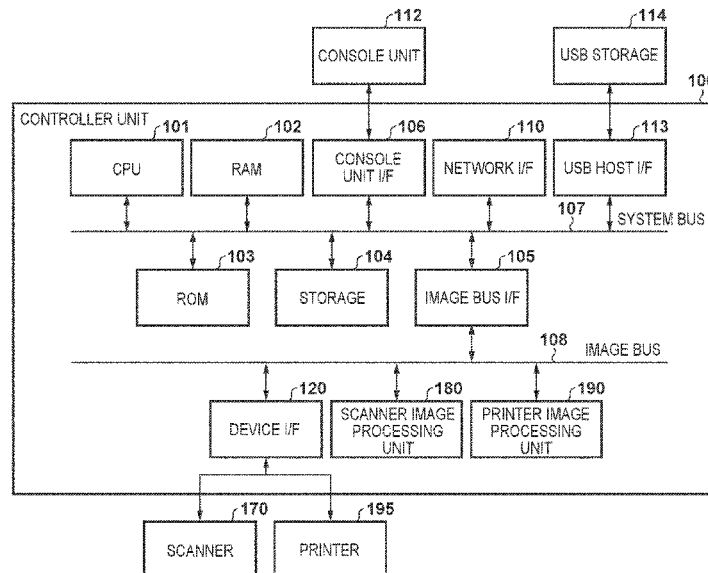 112
114
CONSOLE UNIT
USB STORAGE
CONTROLLER UNIT
101
102
106
110
113
CPU
RAM
CONSOLE
UNIT I/F
NETWORK I/F
USB HOST I/F
107
SYSTEM BUS
103
104
105
ROM
STORAGE
IMAGE BUS I/F
108
IMAGE BUS
120
180
190
DEVICE I/F
SCANNER IMAGE
PROCESSING
UNIT
PRINTER IMAGE
PROCESSING
UNIT
170
195
SCANNER
PRINTER